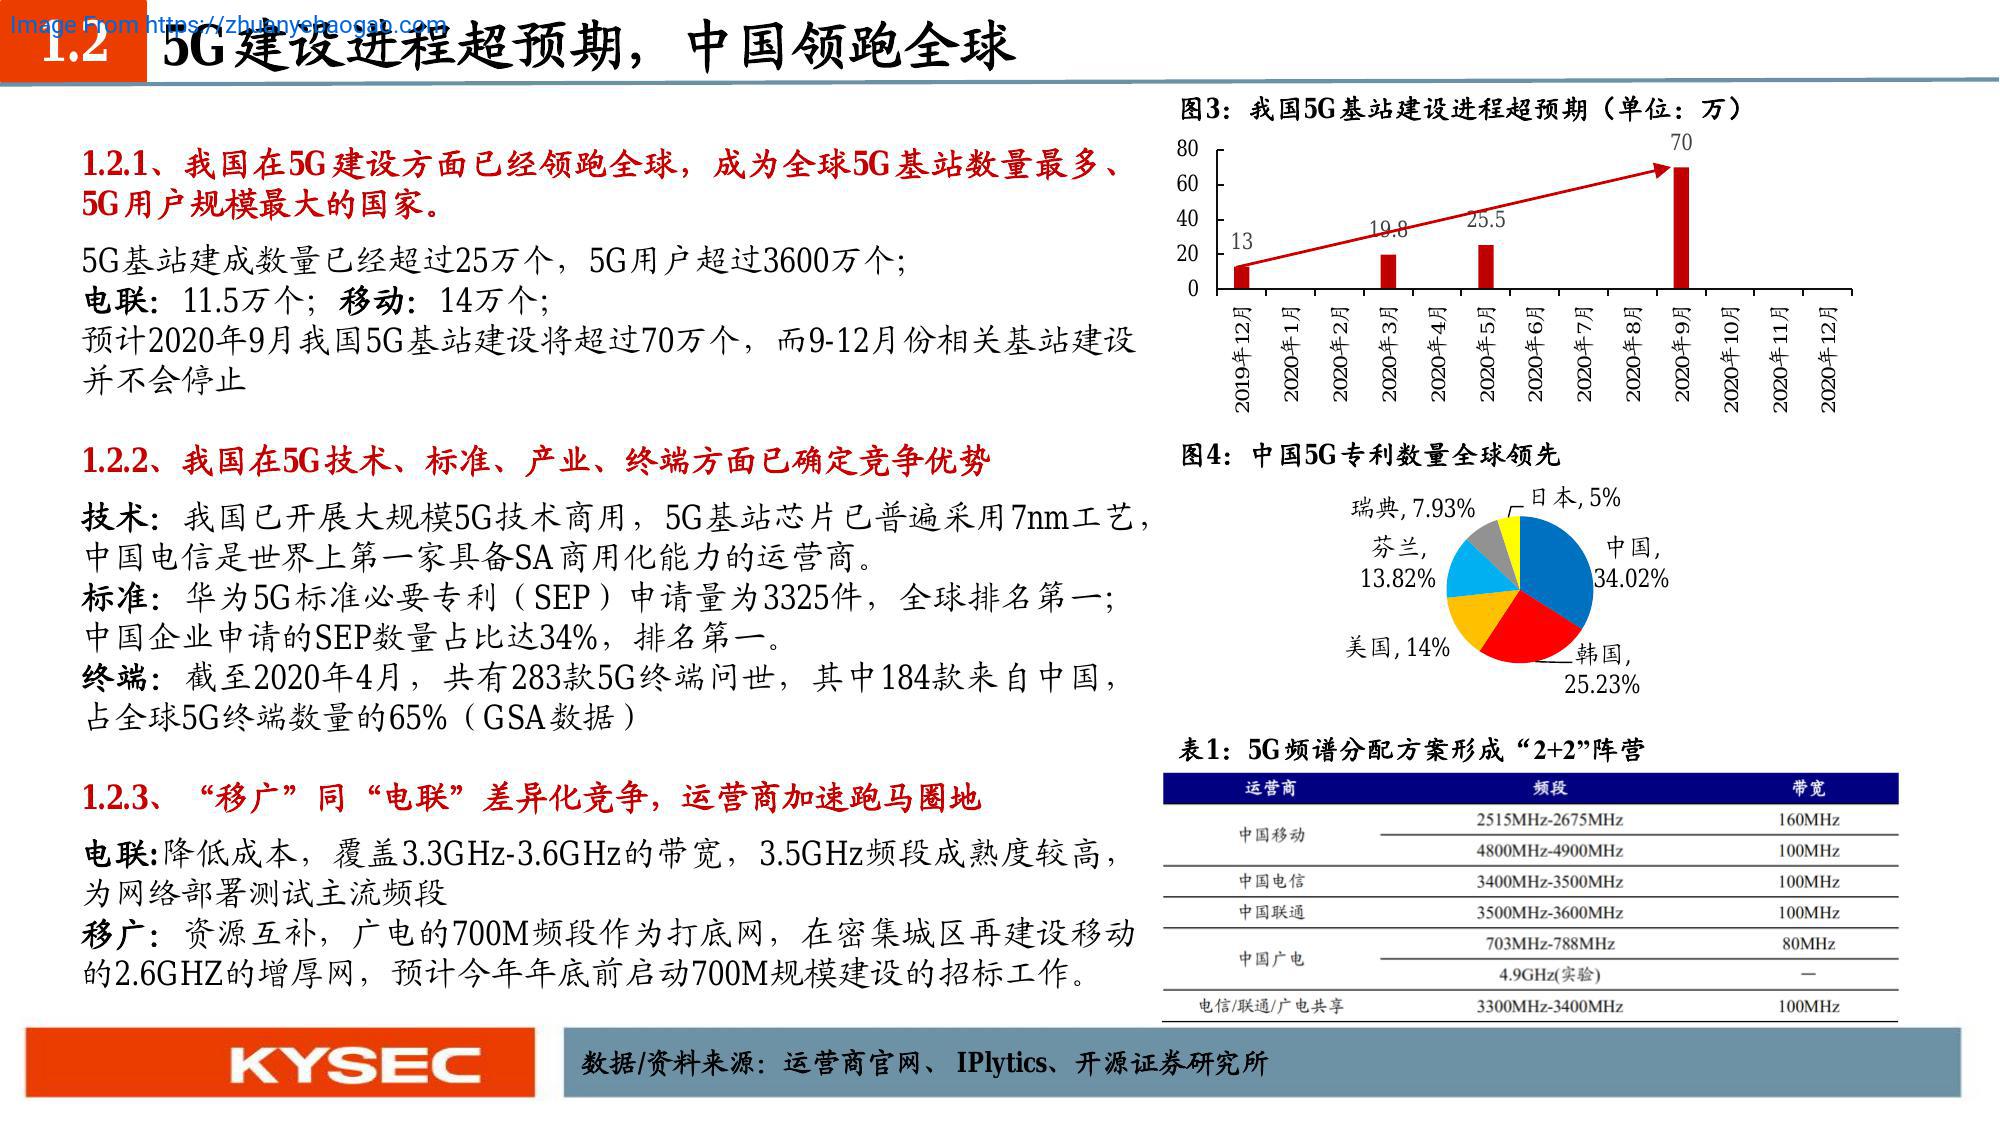 Image From https://zhuanyebaogao.com
1.2
5G建设进程超预期，中国领跑全球
1.2.1、我国在5G建设方面已经领跑全球，成为全球5G基站数量最多、
5G用户规模最大的国家。
5G基站建成数量已经超过25万个，5G用户超过3600万个；
电联：11.5万个；移动：14万个；
预计2020年9月我国5G基站建设将超过70万个，而9-12月份相关基站建设
并不会停止
1.2.2、我国在5G技术、标准、产业、终端方面已确定竞争优势
技术：我国已开展大规模5G技术商用，5G基站芯片已普遍采用7nm工艺，
中国电信是世界上第一家具备SA商用化能力的运营商。
标准：华为5G标准必要专利（SEP）申请量为3325件，全球排名第一；
中国企业申请的SEP数量占比达34%，排名第一。
终端：截至2020年4月，共有283款5G终端问世，其中184款来自中国，
占全球5G终端数量的65%（GSA数据）
1.2.3、“移广”同“电联”差异化竞争，运营商加速跑马圈地
电联:降低成本，覆盖3.3GHz-3.6GHz的带宽，3.5GHz频段成熟度较高，
为网络部署测试主流频段
移广：资源互补，广电的700M频段作为打底网，在密集城区再建设移动
的2.6GHZ的增厚网，预计今年年底前启动700M规模建设的招标工作。
图3：我国5G基站建设进程超预期（单位：万）
80
60
40
20
0
13
19.8
25.5
70
2019年12月
2020年1月
2020年2月
2020年3月
2020年4月
2020年5月
2020年6月
2020年7月
2020年8月
2020年9月
2020年10月
2020年11月
2020年12月
图4：中国5G专利数量全球领先
瑞典, 7.93%
日本, 5%
芬兰,
13.82%
中国,
34.02%
美国, 14%
韩国,
25.23%
表1：5G频谱分配方案形成“2+2”阵营
运营商 频段 带宽
中国移动 2515MHz-2675MHz 160MHz
4800MHz-4900MHz 100MHz
中国电信 3400MHz-3500MHz 100MHz
中国联通 3500MHz-3600MHz 100MHz
中国广电 703MHz-788MHz 80MHz
4.9GHz(实验) —
电信/联通/广电共享 3300MHz-3400MHz 100MHz
KYSEC
数据/资料来源：运营商官网、IPlytics、开源证券研究所